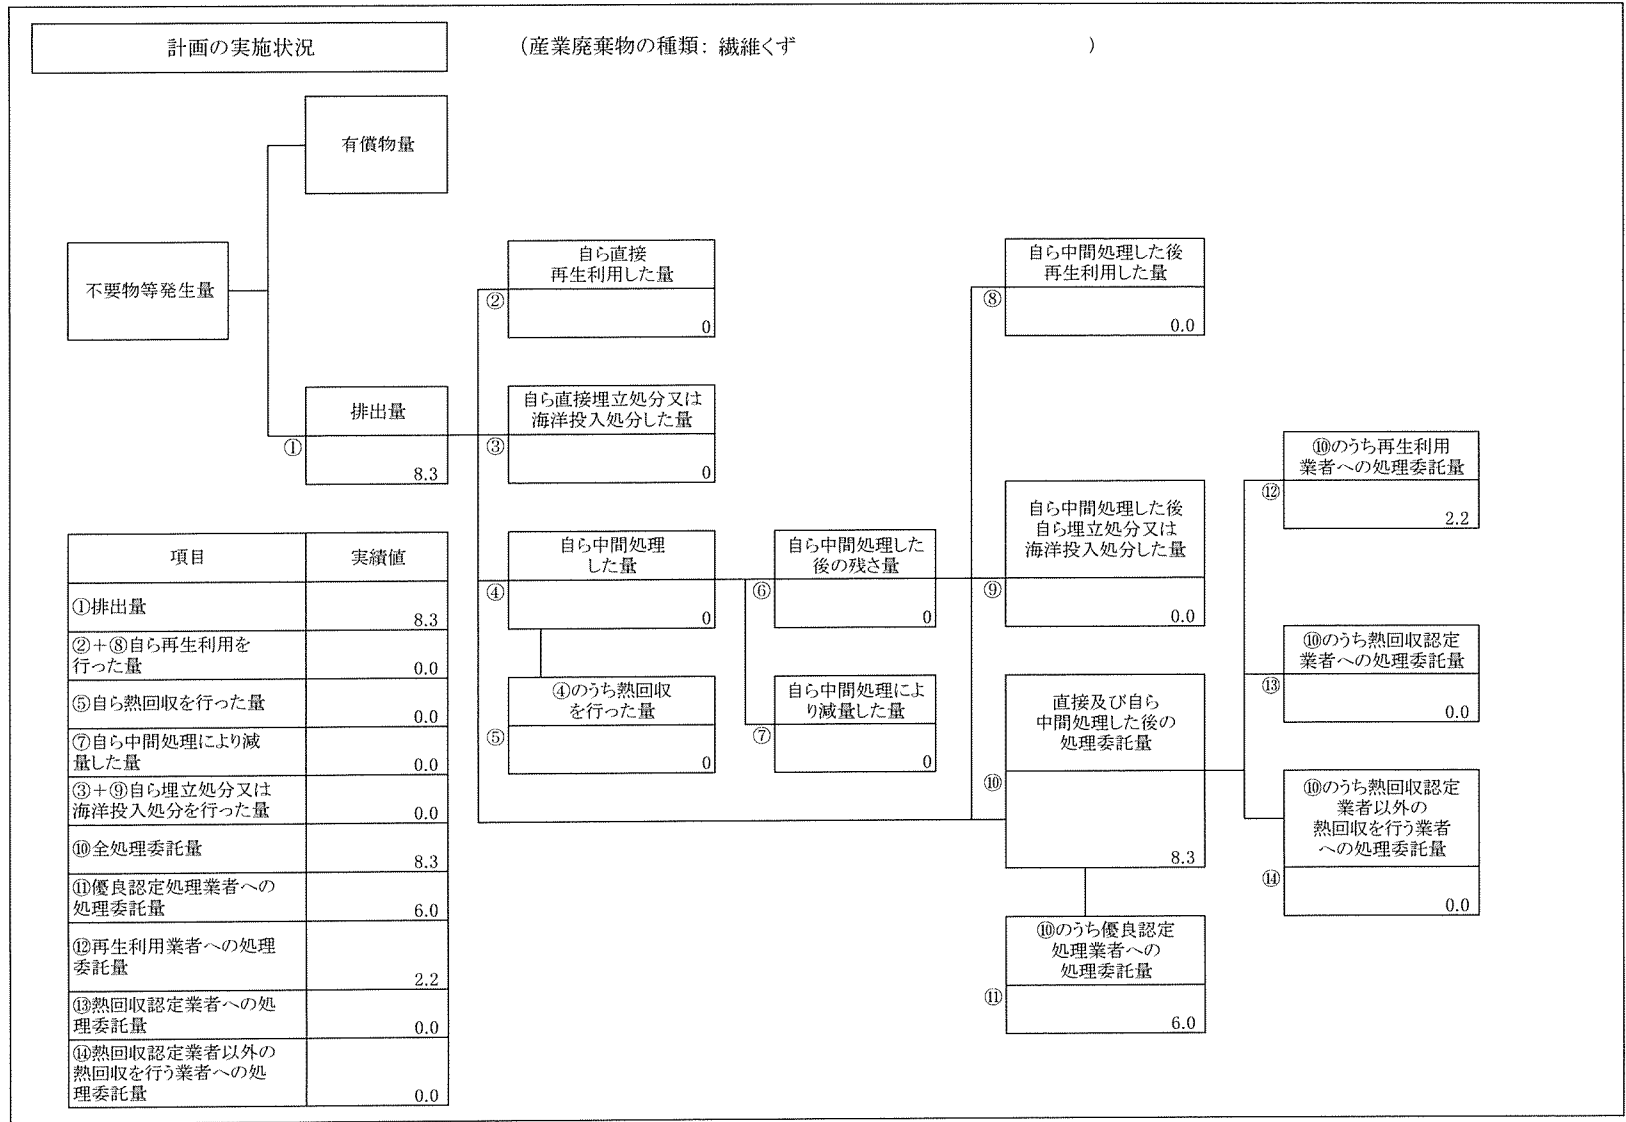 計画の実施状況
（産業廃棄物の種類：繊維くず　）
有償物量
不要物等発生量
排出量
①
8.3
自ら直接
再生利用した量
②
0
自ら直接埋立処分又は
海洋投入処分した量
③
0
自ら中間処理
した量
④
0
④のうち熱回収
を行った量
⑤
0
自ら中間処理した
後の残さ量
⑥
0
自ら中間処理によ
り減量した量
⑦
0
自ら中間処理した後
再生利用した量
⑧
0.0
自ら中間処理した後
自ら埋立処分又は
海洋投入処分した量
⑨
0.0
直接及び自ら
中間処理した後の
処理委託量
⑩
8.3
⑩のうち優良認定
処理業者への
処理委託量
⑪
6.0
⑩のうち再生利用
業者への処理委託量
⑫
2.2
⑩のうち熱回収認定
業者への処理委託量
⑬
0.0
⑩のうち熱回収認定
業者以外の
熱回収を行う業者
への処理委託量
⑭
0.0
項目 実績値
①排出量
8.3
②＋⑧自ら再生利用を
行った量
0.0
⑤自ら熱回収を行った量
0.0
⑦自ら中間処理により減
量した量
0.0
③＋⑨自ら埋立処分又は
海洋投入処分を行った量
0.0
⑩全処理委託量
8.3
⑪優良認定処理業者への
処理委託量
6.0
⑫再生利用業者への処理
委託量
2.2
⑬熱回収認定業者への処
理委託量
0.0
⑭熱回収認定業者以外の
熱回収を行う業者への処
理委託量
0.0